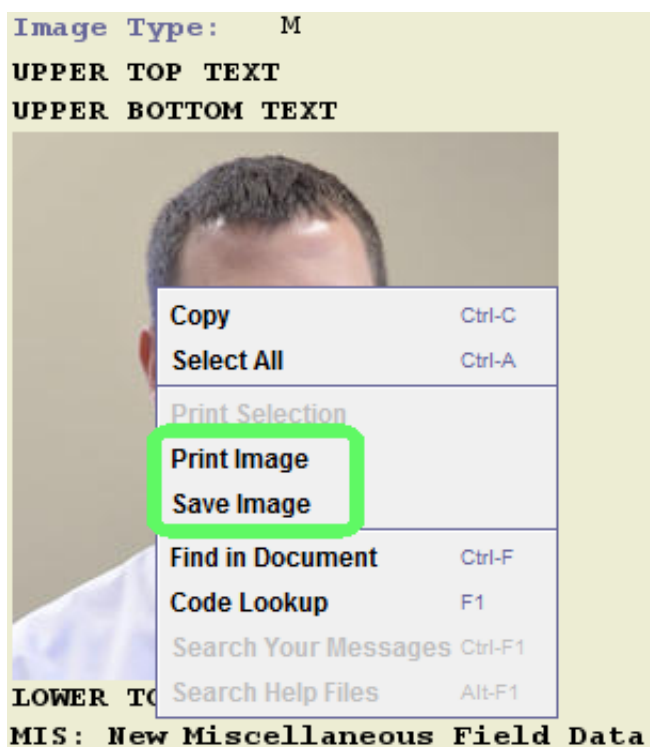 Image Type: M
UPPER TOP TEXT
UPPER BOTTOM TEXT
Copy Ctrl-C
Select All Ctrl-A
Print Selection
Print Image
Save Image
Find in Document Ctrl-F
Code Lookup F1
Search Your Messages Ctrl-F1
Search Help Files Alt-F1
LOWER
MIS: New Miscellaneous Field Data